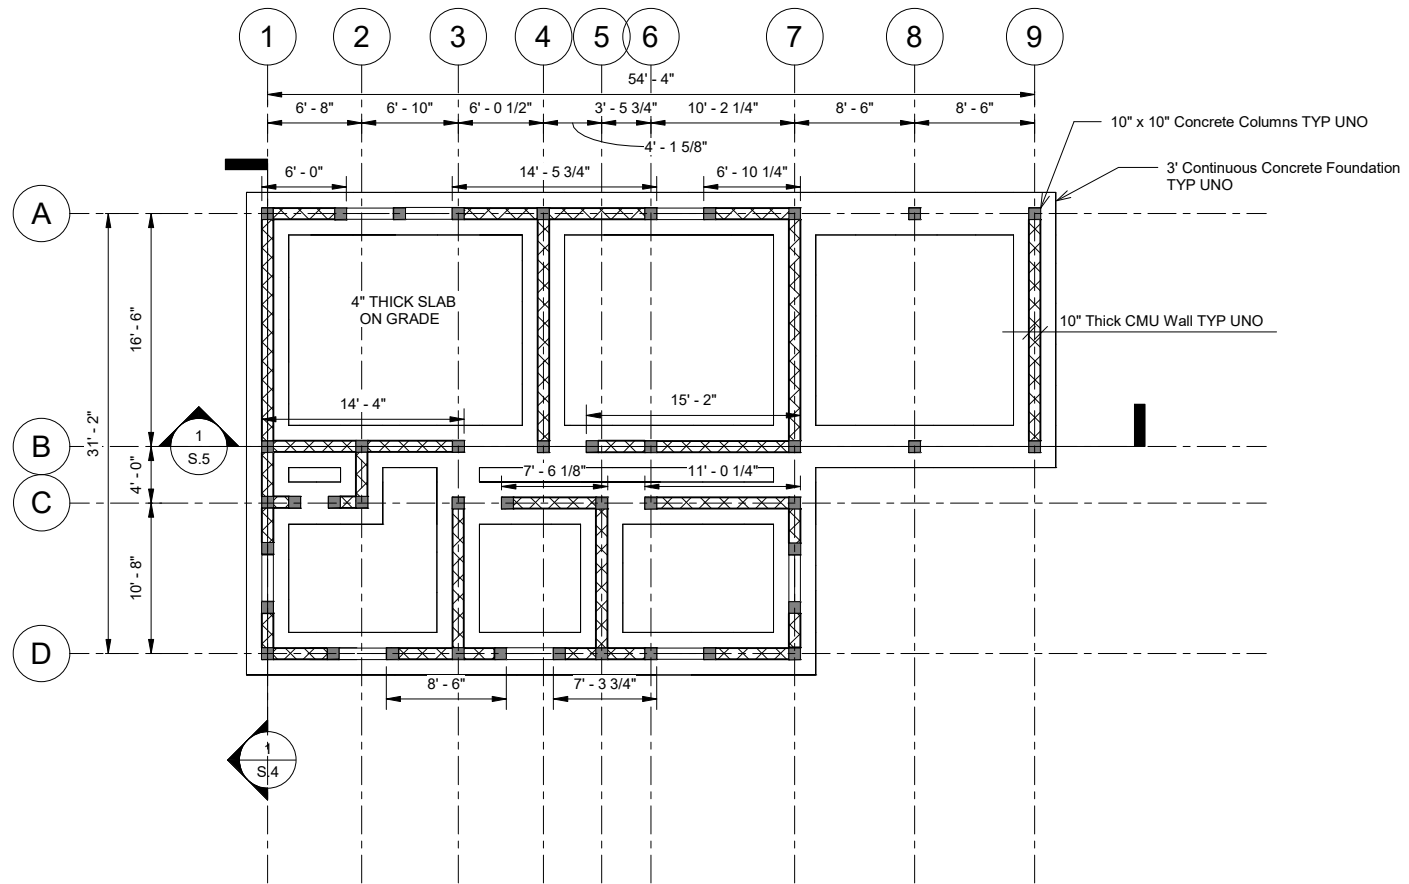 1 2 3 4 5 6 7 8 9
54' - 4"
6' - 8" 6' - 10" 6' - 0 1/2" 3' - 5 3/4" 10' - 2 1/4" 8' - 6" 8' - 6"
10" x 10" Concrete Columns TYP UNO
4' - 1 5/8"
6' - 0" 14' - 5 3/4" 6' - 10 1/4"
3' Continuous Concrete Foundation
TYP UNO
A
4" THICK SLAB
ON GRADE
16' - 6"
10" Thick CMU Wall TYP UNO
14' - 4" 15' - 2"
31' - 2"
B
1
S.5
4' - 0"
7' - 6 1/8" 11' - 0 1/4"
C
10' - 8"
D
8' - 6" 7' - 3 3/4"
1
S.4